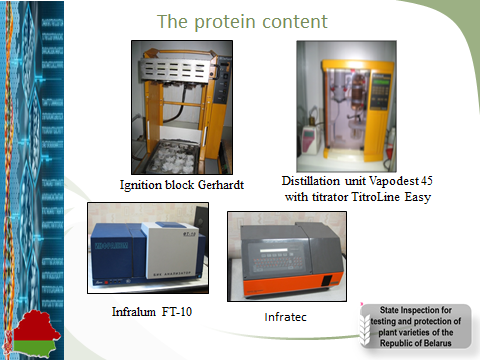 The protein content
Ignition block Gerhardt
Distillation unit Vapodest 45
with titrator TitroLine Easy
Infralum FT-10
Infratec
State Inspection for
testing and protection of
plant varieties of the
Republic of Belarus